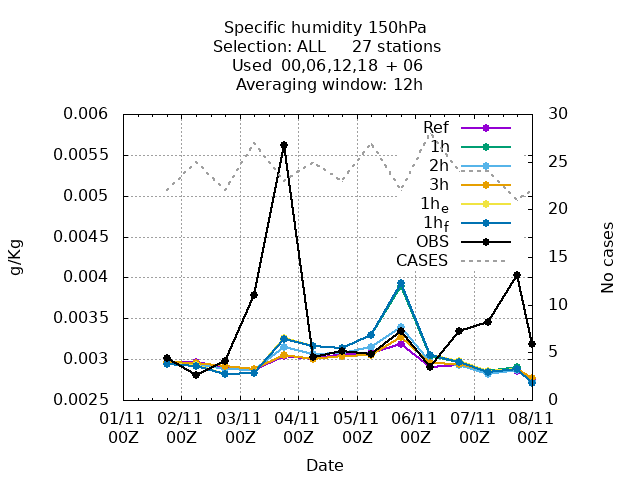 Specific humidity 150hPa
Selection: ALL 27 stations
Used 00,06,12,18 + 06
Averaging window: 12h
0.006
0.0055
0.005
0.0045
0.004
0.0035
0.003
0.0025
g/Kg
30
25
20
15
10
5
0
No cases
Ref
1h
2h
3h
1he
1hf
OBS
CASES
01/11 02/11 03/11 04/11 05/11 06/11 07/11 08/11
00Z 00Z 00Z 00Z 00Z 00Z 00Z 00Z
Date